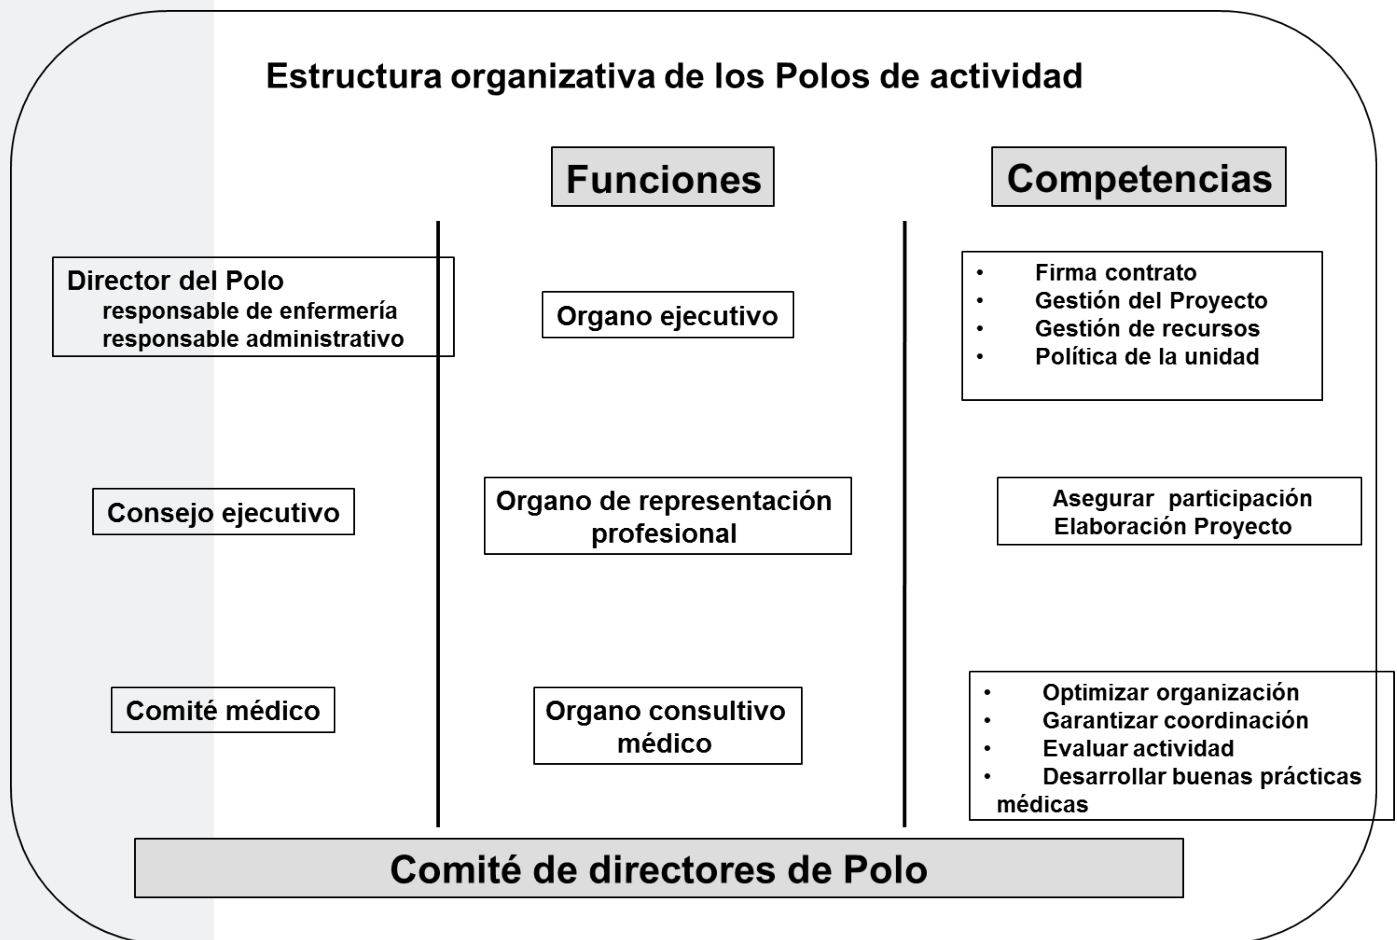 Estructura organizativa de los Polos de actividad
Funciones
Competencias
Director del Polo
responsable de enfermería
responsable administrativo
Organo ejecutivo
• Firma contrato
• Gestión del Proyecto
• Gestión de recursos
• Política de la unidad
Consejo ejecutivo
Organo de representación
profesional
Asegurar participación
Elaboración Proyecto
Comité médico
Organo consultivo
médico
• Optimizar organización
• Garantizar coordinación
• Evaluar actividad
• Desarrollar buenas prácticas
médicas
Comité de directores de Polo